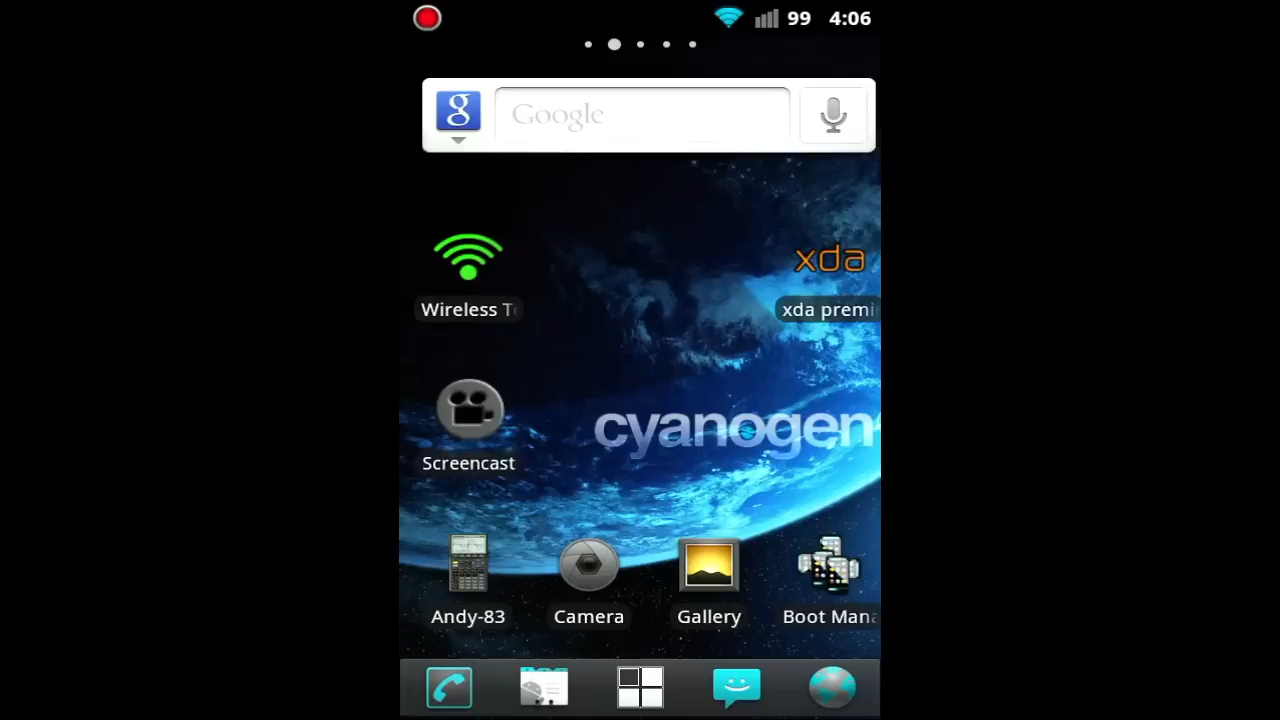 99 4:06
g Google
xda
Wireless T
xda premi
cyanogen
Screencast
Andy-83 Camera Gallery Boot Mana